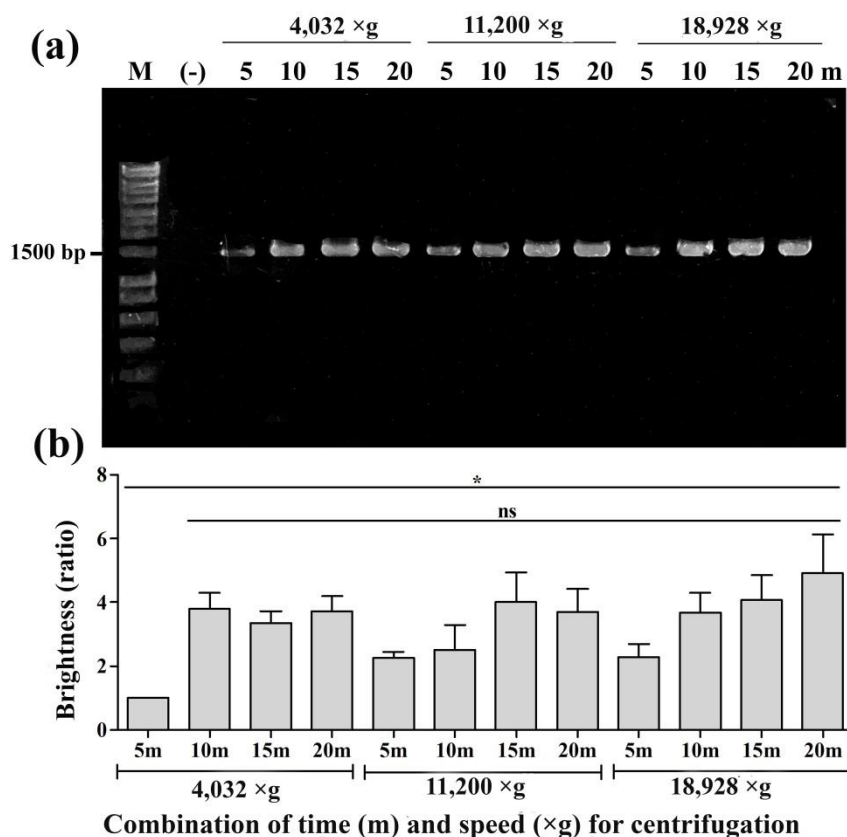 4,032 ×g 11,200 ×g 18,928 ×g
(a)
M (-) 5 10 15 20 5 10 15 20 5 10 15 20 m
1500 bp
(b)
8
*
ns
6
4
2
0
Brightness (ratio)
5m 10m 15m 20m 5m 10m 15m 20m 5m 10m 15m 20m
4,032 ×g 11,200 ×g 18,928 ×g
Combination of time (m) and speed (×g) for centrifugation